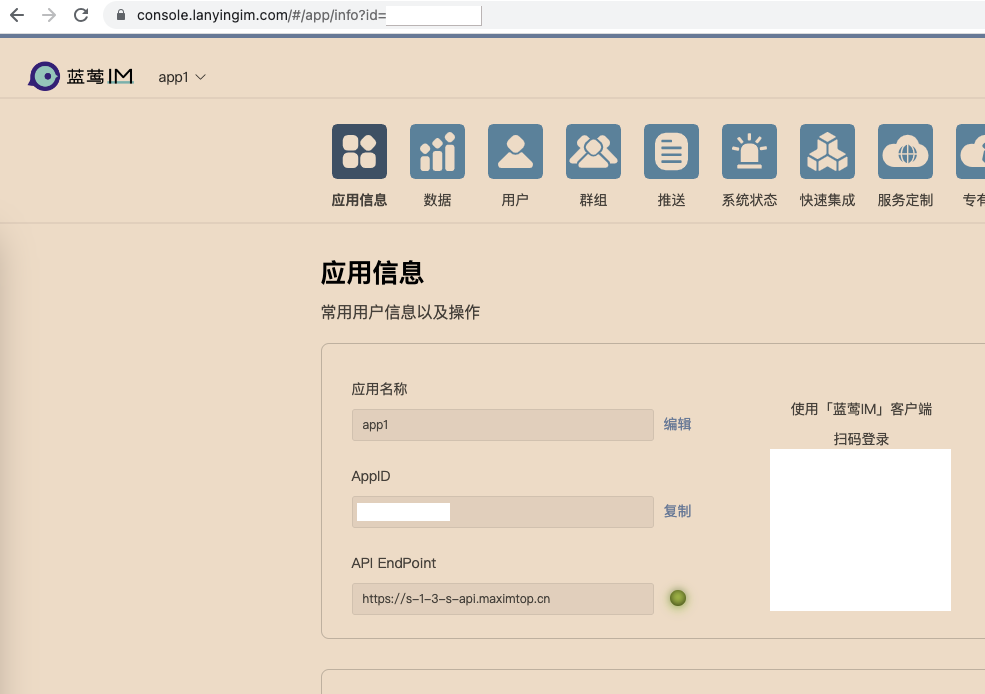 console.lanyingim.com/#/app/info?id=
蓝莺IM app1
应用信息 数据 用户 群组 推送 系统状态 快速集成 服务定制 专有
应用信息
常用用户信息以及操作
应用名称
app1 编辑
AppID
复制
API EndPoint
https://s-1-3-s-api.maximtop.cn
使用「蓝莺IM」客户端
扫码登录